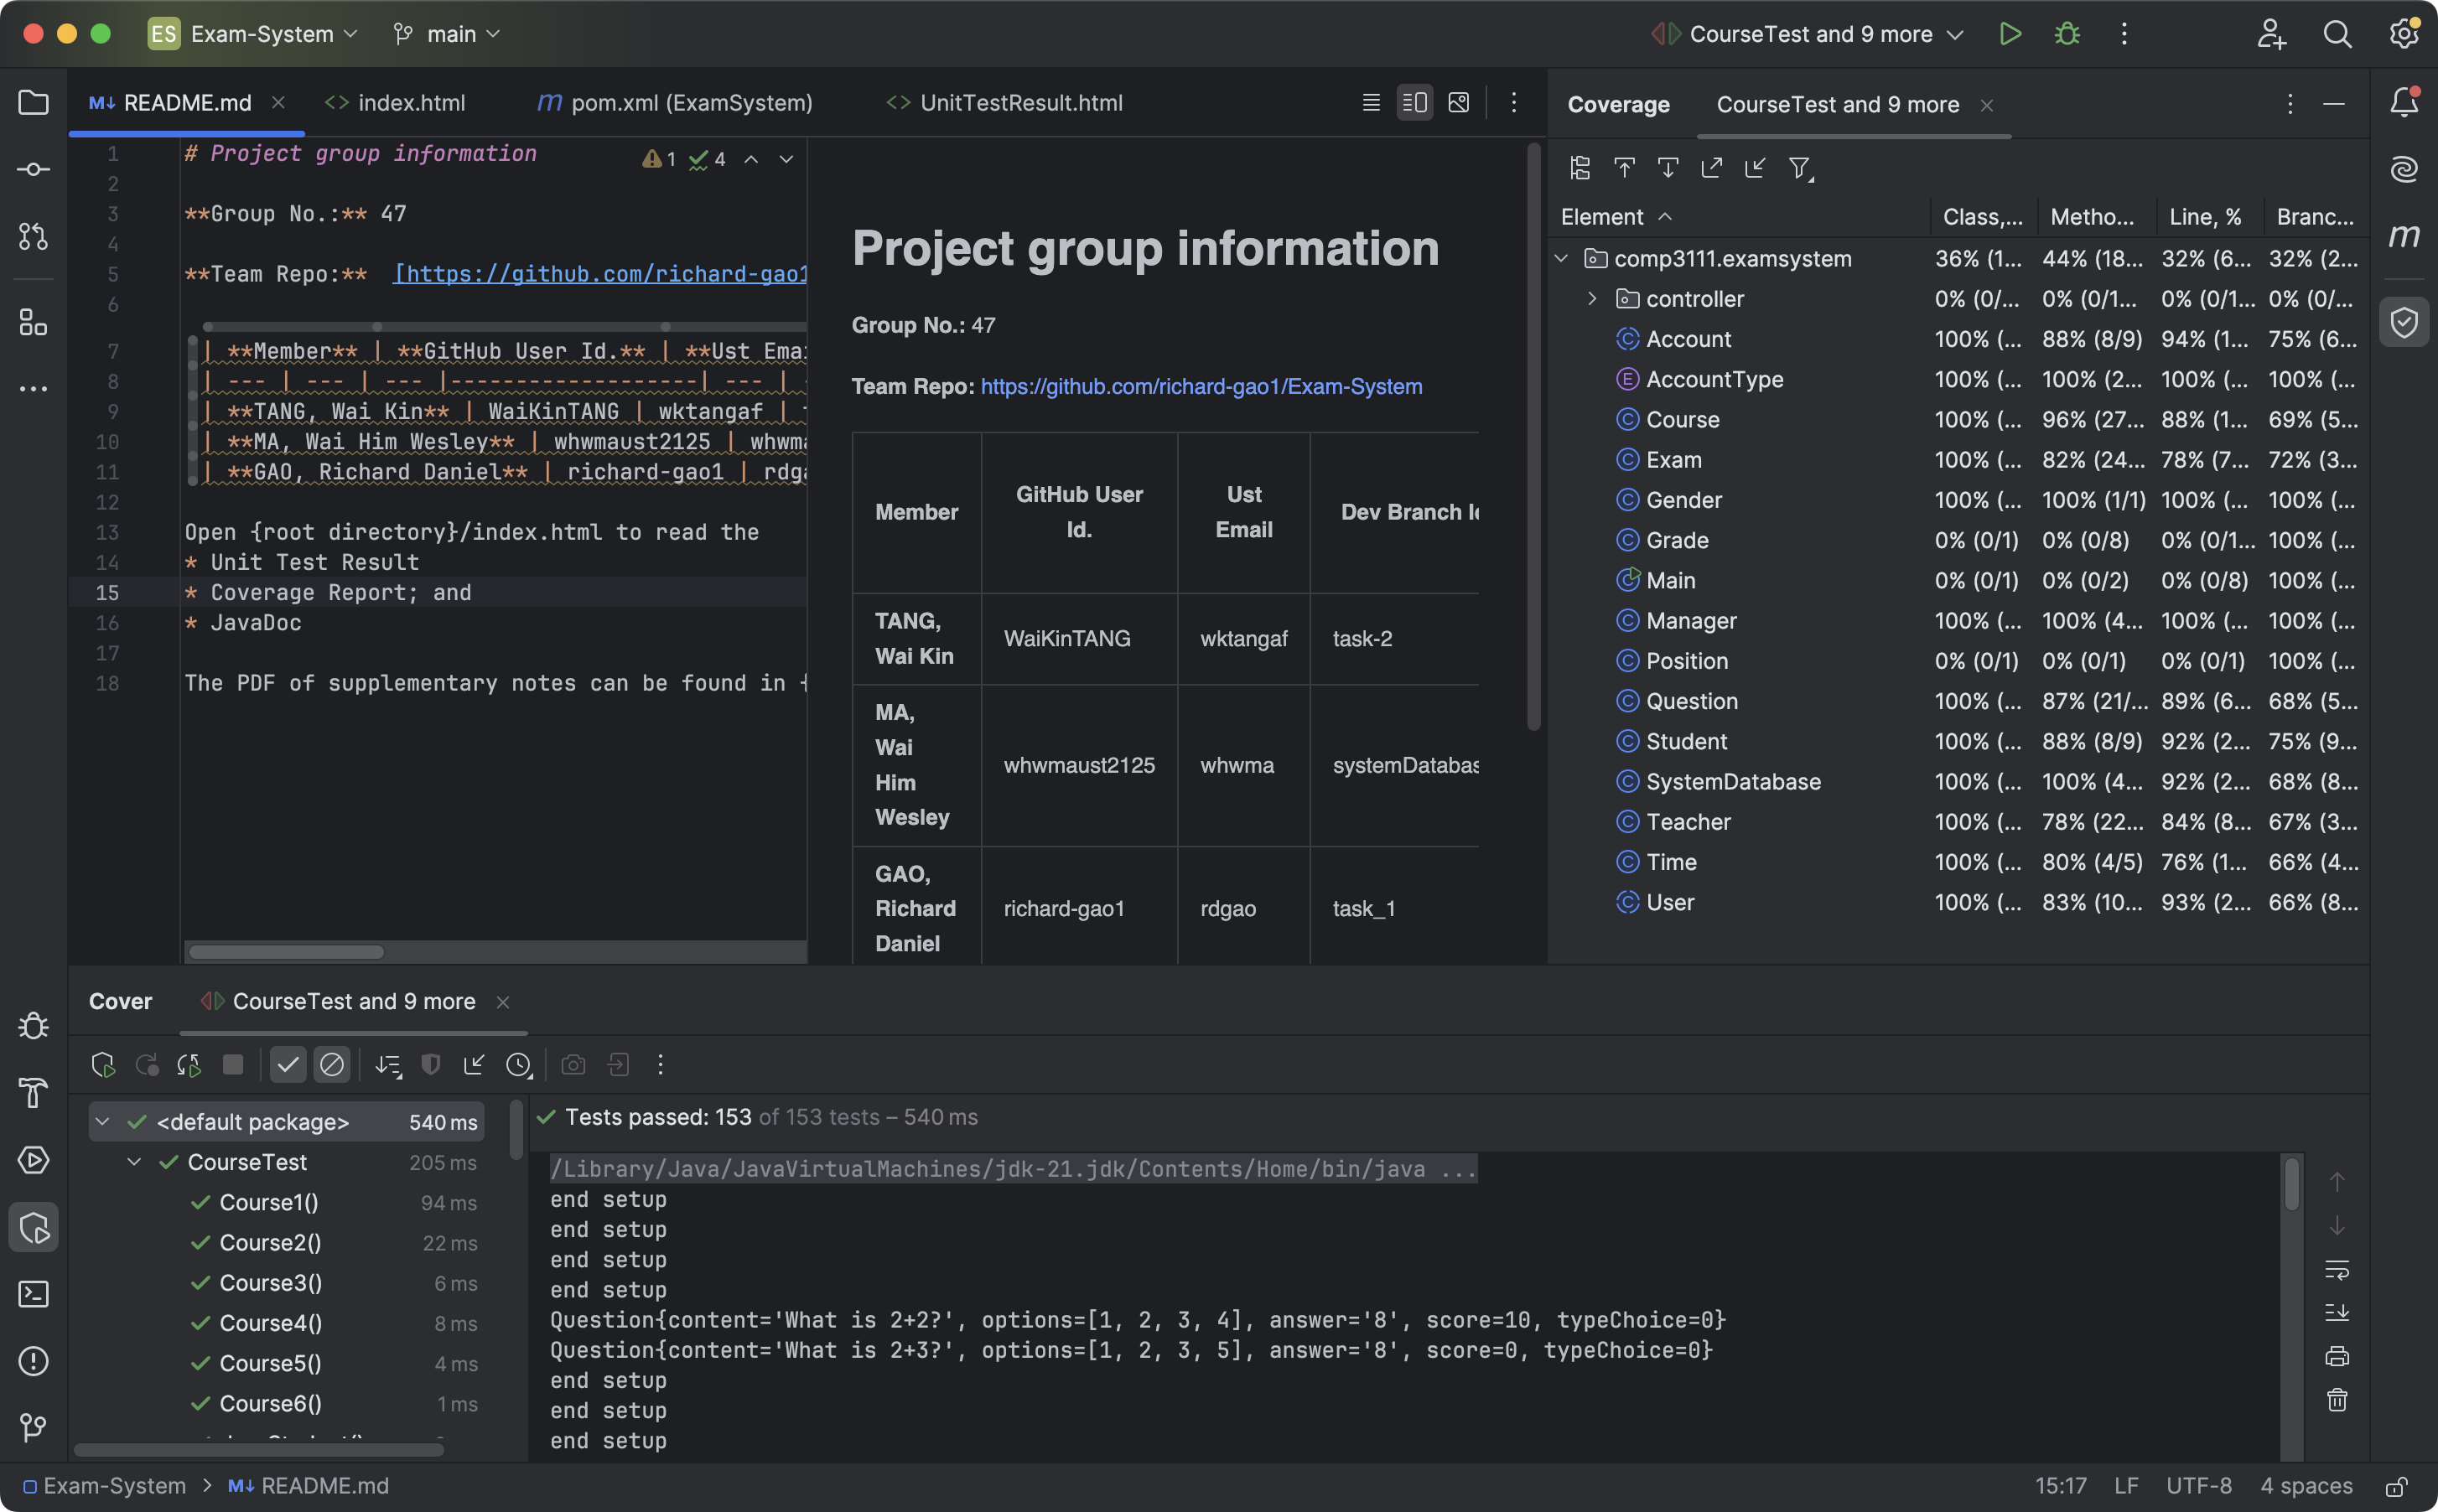 ES Exam-System main CourseTest and 9 more
README.md index.html pom.xml (ExamSystem) UnitTestResult.html
1 # Project group information 1 4
2
3 **Group No.:** 47
4
5 **Team Repo:** [https://github.com/richard-gao1
6
7 | **Member** | **GitHub User Id.** | **Ust Emai
8 | --- | --- | --- |-------------------| --- |
9 | **TANG, Wai Kin** | WaiKinTANG | wktangaf |
10 | **MA, Wai Him Wesley** | whwmaust2125 | whwma
11 | **GAO, Richard Daniel** | richard-gao1 | rdga
12
13 Open {root directory}/index.html to read the
14 * Unit Test Result
15 * Coverage Report; and
16 * JavaDoc
17
18 The PDF of supplementary notes can be found in {
Project group information
Group No.: 47
Team Repo: https://github.com/richard-gao1/Exam-System
Member GitHub User Id. Ust Email Dev Branch Id
TANG, Wai Kin WaiKinTANG wktangaf task-2
MA, Wai Him Wesley whwmaust2125 whwma systemDatabas
GAO, Richard Daniel richard-gao1 rdgao task_1
Coverage CourseTest and 9 more
Element Class,... Metho... Line, % Branc...
comp3111.examsystem 36% (1... 44% (18... 32% (6... 32% (2...
controller 0% (0/... 0% (0/1... 0% (0/1... 0% (0/...
Account 100% (... 88% (8/9) 94% (1... 75% (6...
AccountType 100% (... 100% (2... 100% (... 100% (...
Course 100% (... 96% (27... 88% (1... 69% (5...
Exam 100% (... 82% (24... 78% (7... 72% (3...
Gender 100% (... 100% (1/1) 100% (... 100% (...
Grade 0% (0/1) 0% (0/8) 0% (0/1... 100% (...
Main 0% (0/1) 0% (0/2) 0% (0/8) 100% (...
Manager 100% (... 100% (4... 100% (... 100% (...
Position 0% (0/1) 0% (0/1) 0% (0/1) 100% (...
Question 100% (... 87% (21/... 89% (6... 68% (5...
Student 100% (... 88% (8/9) 92% (2... 75% (9...
SystemDatabase 100% (... 100% (4... 92% (2... 68% (8...
Teacher 100% (... 78% (22... 84% (8... 67% (3...
Time 100% (... 80% (4/5) 76% (1... 66% (4...
User 100% (... 83% (10... 93% (2... 66% (8...
Cover CourseTest and 9 more
<default package> 540 ms
CourseTest 205 ms
Course1() 94 ms
Course2() 22 ms
Course3() 6 ms
Course4() 8 ms
Course5() 4 ms
Course6() 1 ms
Tests passed: 153 of 153 tests – 540 ms
/Library/Java/JavaVirtualMachines/jdk-21.jdk/Contents/Home/bin/java ...
end setup
end setup
end setup
end setup
Question{content='What is 2+2?', options=[1, 2, 3, 4], answer='8', score=10, typeChoice=0}
Question{content='What is 2+3?', options=[1, 2, 3, 5], answer='8', score=0, typeChoice=0}
end setup
end setup
end setup
Exam-System > README.md 15:17 LF UTF-8 4 spaces